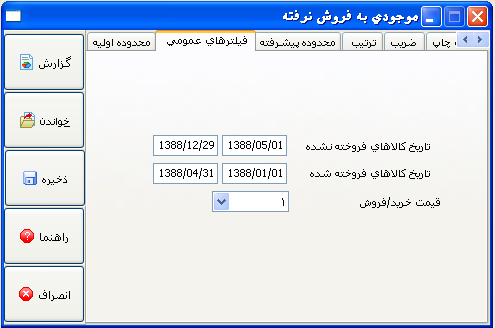 موجودي به فروش نرفته
محدوده اوليه
فيلترهاي عمومي
محدوده پيشرفته
ترتيب
ضريب
چاپ
گزارش
خواندن
ذخيره
راهنما
انصراف
تاريخ كالاهاي فروخته نشده 1388/05/01 1388/12/29
تاريخ كالاهاي فروخته شده 1388/01/01 1388/04/31
قيمت خريد/فروش ۱